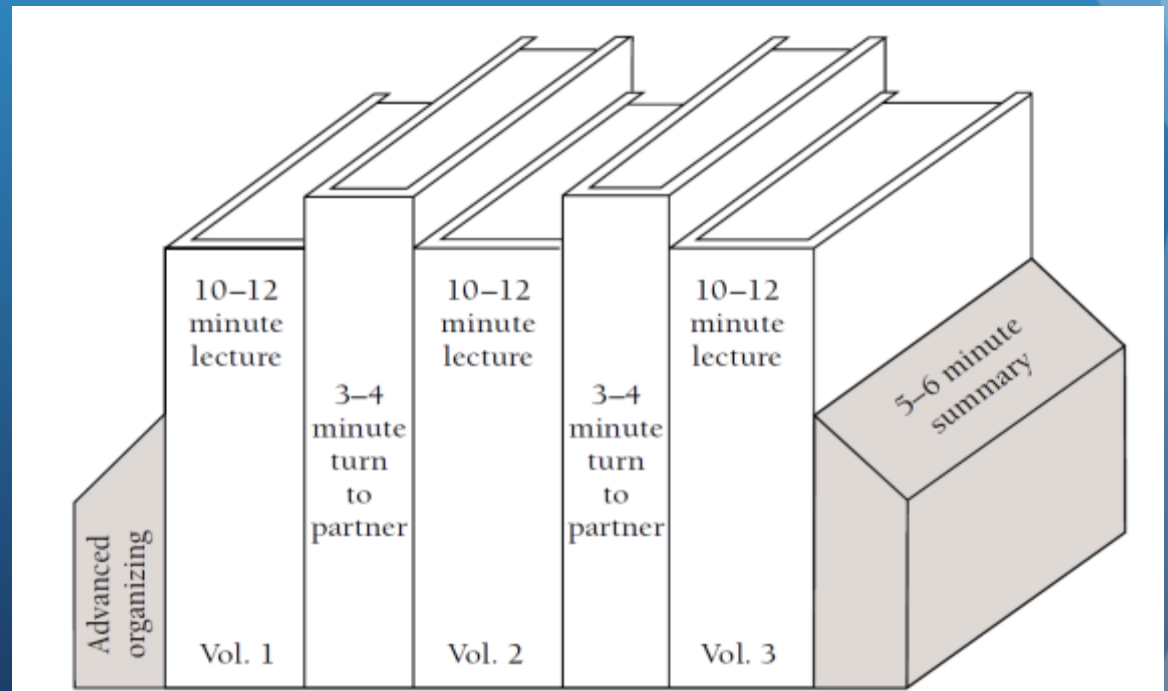 Advanced
organizing
10–12
minute
lecture
Vol. 1
3–4
minute
turn
to
partner
10–12
minute
lecture
Vol. 2
3–4
minute
turn
to
partner
10–12
minute
lecture
Vol. 3
5–6 minute
summary